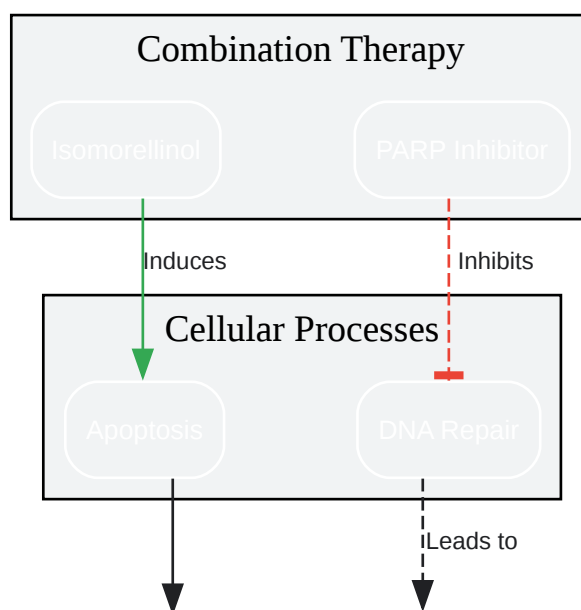 Combination Therapy
Isomorellinol
PARP Inhibitor
Induces
Inhibits
Cellular Processes
Apoptosis
DNA Repair
Leads to